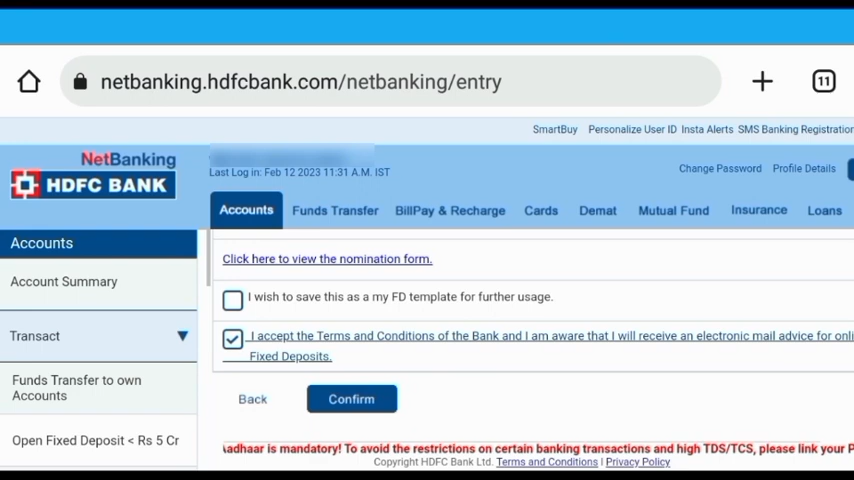 netbanking.hdfcbank.com/netbanking/entry
11
SmartBuy Personalize User ID Insta Alerts SMS Banking Registration
NetBanking
HDFC BANK
Last Log in: Feb 12 2023 11:31 A.M. IST
Change Password Profile Details
Accounts Funds Transfer BillPay & Recharge Cards Demat Mutual Fund Insurance Loans
Accounts
Account Summary
Transact
Funds Transfer to own
Accounts
Open Fixed Deposit < Rs 5 Cr
Click here to view the nomination form.
I wish to save this as a my FD template for further usage.
I accept the Terms and Conditions of the Bank and I am aware that I will receive an electronic mail advice for onli
Fixed Deposits.
Back Confirm
adhaar is mandatory! To avoid the restrictions on certain banking transactions and high TDS/TCS, please link your P
Copyright HDFC Bank Ltd. Terms and Conditions | Privacy Policy